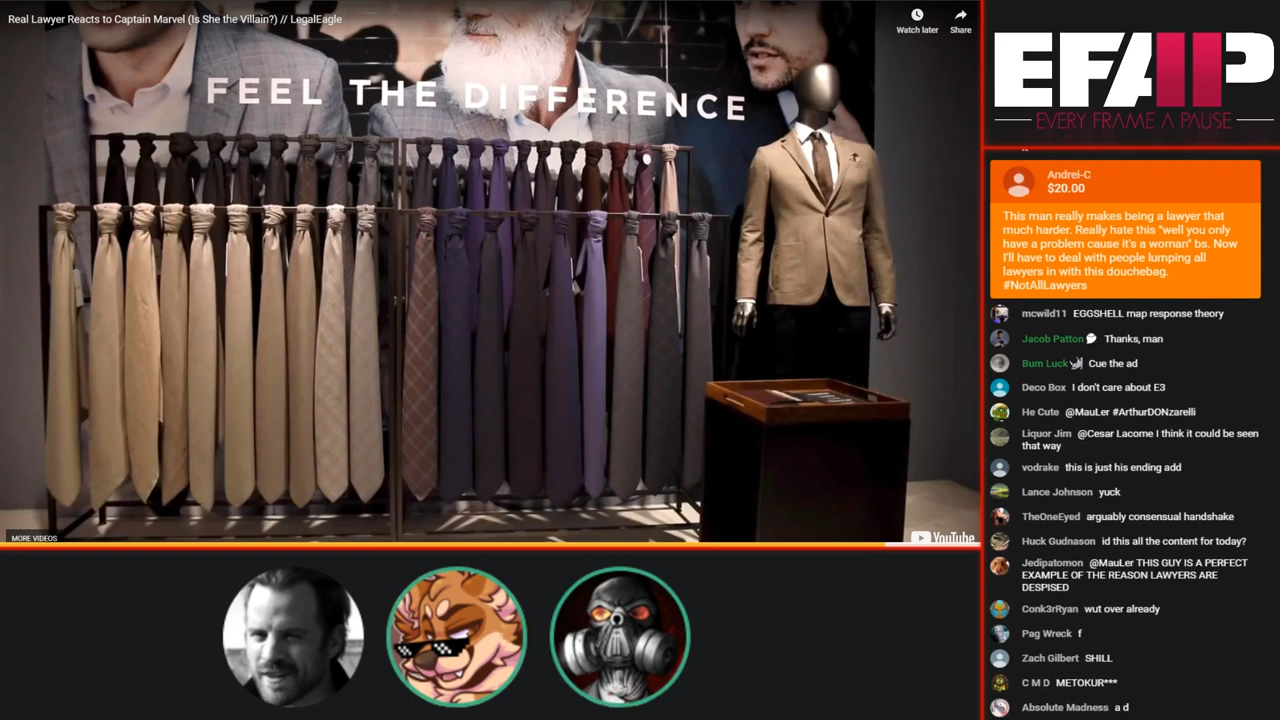 Real Lawyer Reacts to Captain Marvel (Is She the Villain?) // LegalEagle
Watch later
Share
FEEL THE DIFFERENCE
MORE VIDEOS
YouTube
EFAP
EVERY FRAME A PAUSE
Andrei-C
$20.00
This man really makes being a lawyer that
much harder. Really hate this "well you only
have a problem cause it's a woman" bs. Now
I'll have to deal with people lumping all
lawyers in with this douchebag.
#NotAllLawyers
mcwild11 EGGSHELL map response theory
Jacob Patton Thanks, man
Bum Luck Cue the ad
Deco Box I don't care about E3
He Cute @MauLer #ArthurDONzarelli
Liquor Jim @Cesar Lacome I think it could be seen
that way
vodrake this is just his ending add
Lance Johnson yuck
TheOneEyed arguably consensual handshake
Huck Gudnason id this all the content for today?
Jedipatomon @MauLer THIS GUY IS A PERFECT
EXAMPLE OF THE REASON LAWYERS ARE
DESPISED
Conk3rRyan wut over already
Pag Wreck f
Zach Gilbert SHILL
C M D METOKUR***
Absolute Madness a d